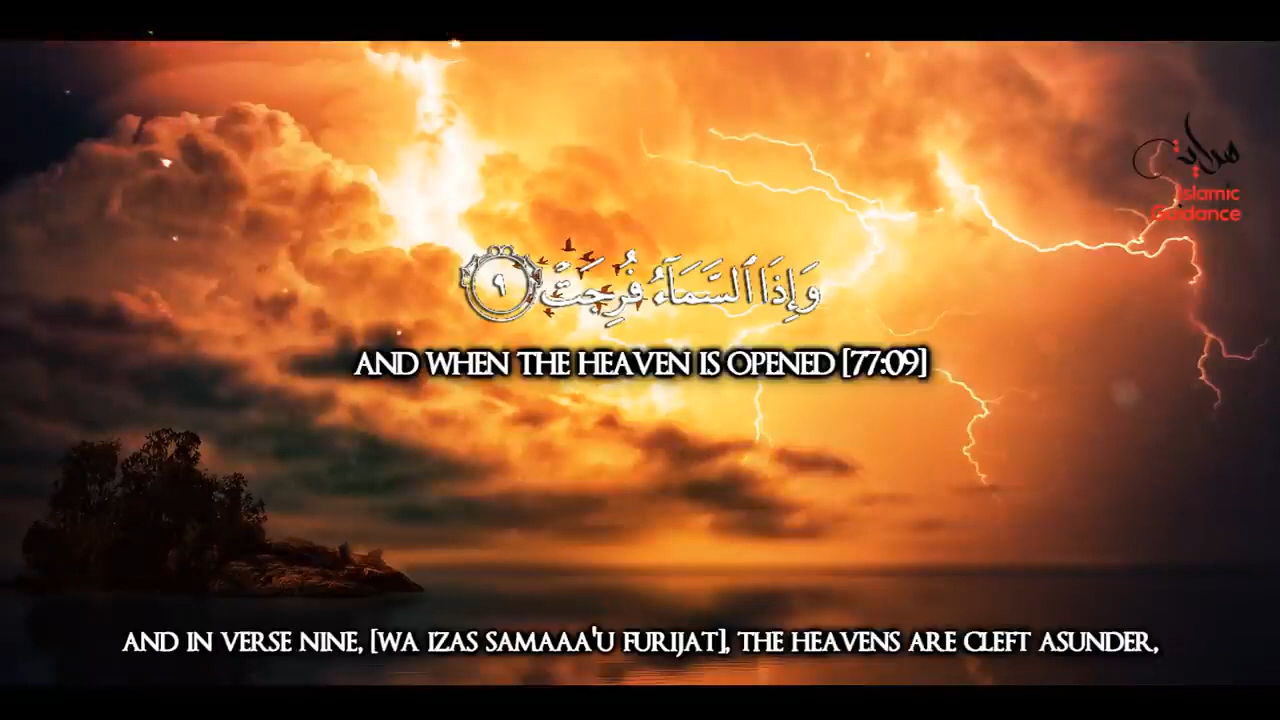 هداية
Islamic
Guidance
وَإِذَا ٱلسَّمَآءُ فُرِجَتْ ٩
AND WHEN THE HEAVEN IS OPENED [77:09]
AND IN VERSE NINE, [WA IZAS SAMAAA'U FURIJAT], THE HEAVENS ARE CLEFT ASUNDER,